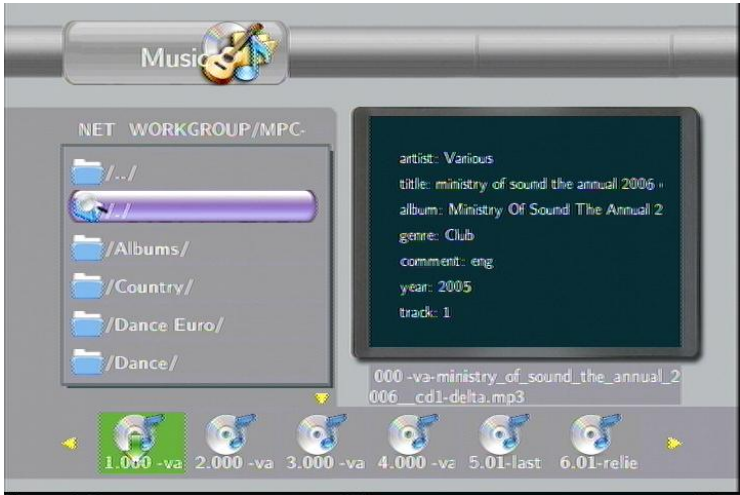 Music
NET WORKGROUP/MPC-
/../
/./
/Albums/
/Country/
/Dance Euro/
/Dance/
artist: Various
title: ministry of sound the annual 2006
album: Ministry Of Sound The Annual 2
genre: Club
comment: eng
year: 2005
track: 1
000 -va-ministry_of_sound_the_annual_2
006__cd1-delta.mp3
1.000 -va 2.000 -va 3.000 -va 4.000 -va 5.01-last 6.01-relie